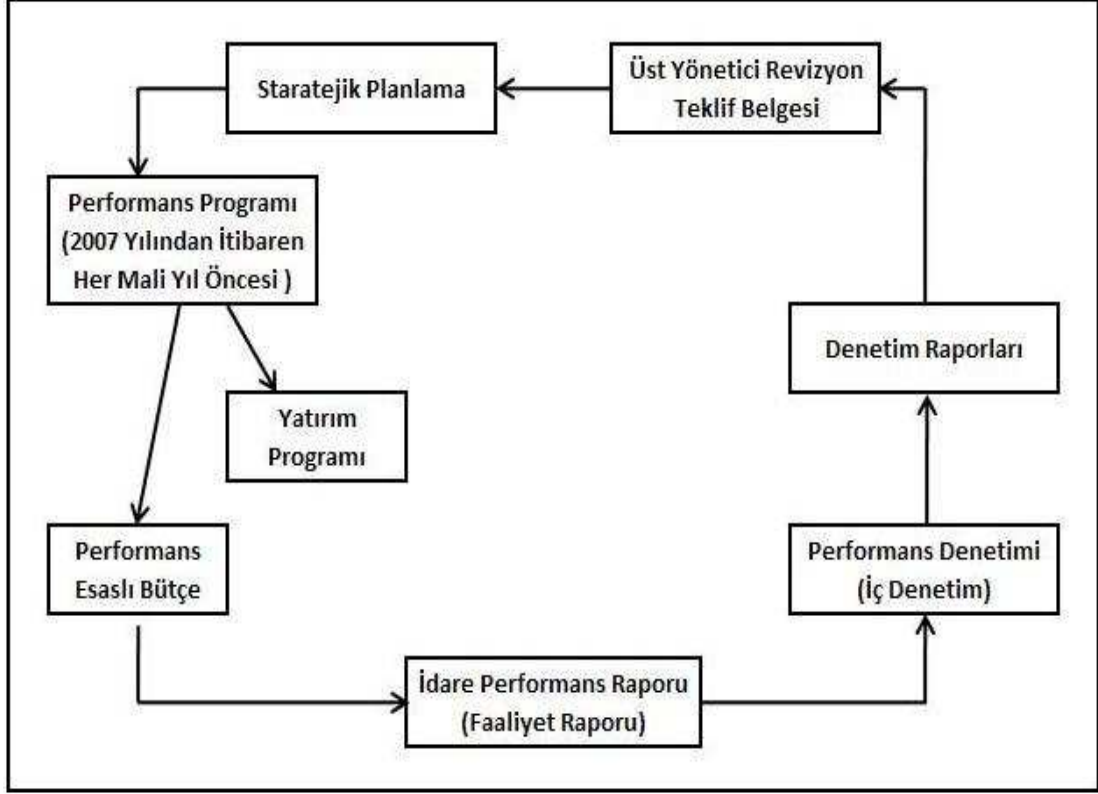 Staratejik Planlama
Üst Yönetici Revizyon
Teklif Belgesi
Performans Programı
(2007 Yılından İtibaren
Her Mali Yıl Öncesi )
Denetim Raporları
Yatırım
Programı
Performans
Esaslı Bütçe
Performans Denetimi
(İç Denetim)
İdare Performans Raporu
(Faaliyet Raporu)